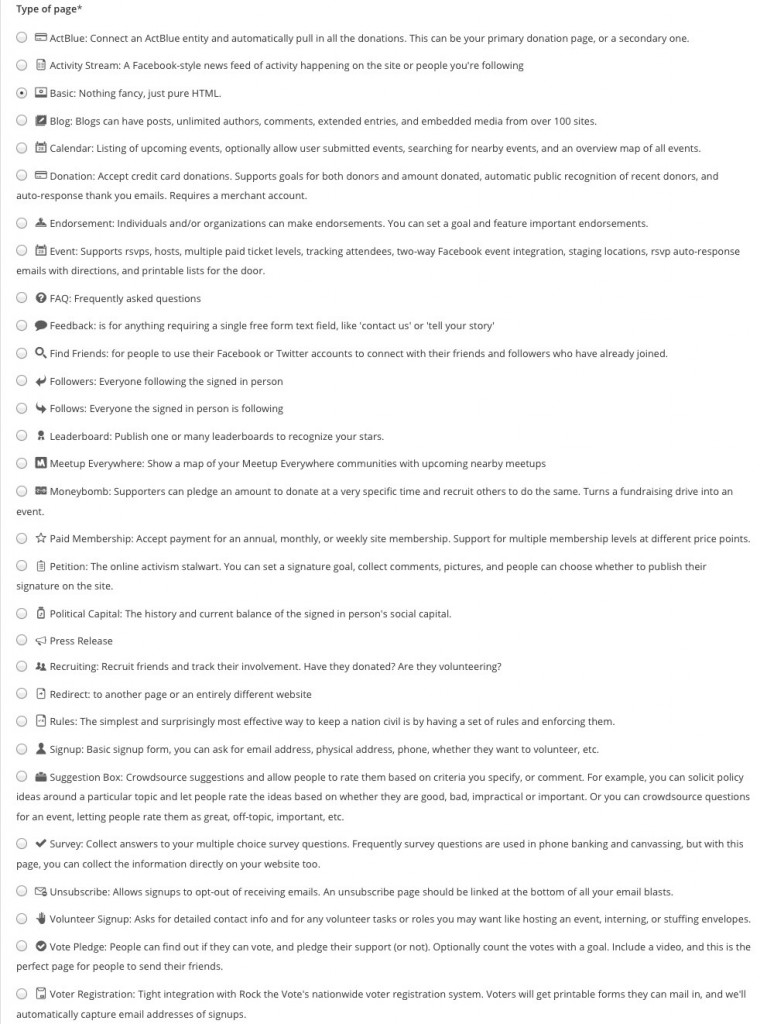 Type of page*
ActBlue: Connect an ActBlue entity and automatically pull in all the donations. This can be your primary donation page, or a secondary one.
Activity Stream: A Facebook-style news feed of activity happening on the site or people you're following
Basic: Nothing fancy, just pure HTML.
Blog: Blogs can have posts, unlimited authors, comments, extended entries, and embedded media from over 100 sites.
Calendar: Listing of upcoming events, optionally allow user submitted events, searching for nearby events, and an overview map of all events.
Donation: Accept credit card donations. Supports goals for both donors and amount donated, automatic public recognition of recent donors, and
auto-response thank you emails. Requires a merchant account.
Endorsement: Individuals and/or organizations can make endorsements. You can set a goal and feature important endorsements.
Event: Supports rsvps, hosts, multiple paid ticket levels, tracking attendees, two-way Facebook event integration, staging locations, rsvp auto-response
emails with directions, and printable lists for the door.
FAQ: Frequently asked questions
Feedback: is for anything requiring a single free form text field, like 'contact us' or 'tell your story'
Find Friends: for people to use their Facebook or Twitter accounts to connect with their friends and followers who have already joined.
Followers: Everyone following the signed in person
Follows: Everyone the signed in person is following
Leaderboard: Publish one or many leaderboards to recognize your stars.
Meetup Everywhere: Show a map of your Meetup Everywhere communities with upcoming nearby meetups
Moneybomb: Supporters can pledge an amount to donate at a very specific time and recruit others to do the same. Turns a fundraising drive into an
event.
Paid Membership: Accept payment for an annual, monthly, or weekly site membership. Support for multiple membership levels at different price points.
Petition: The online activism stalwart. You can set a signature goal, collect comments, pictures, and people can choose whether to publish their
signature on the site.
Political Capital: The history and current balance of the signed in person's social capital.
Press Release
Recruiting: Recruit friends and track their involvement. Have they donated? Are they volunteering?
Redirect: to another page or an entirely different website
Rules: The simplest and surprisingly most effective way to keep a nation civil is by having a set of rules and enforcing them.
Signup: Basic signup form, you can ask for email address, physical address, phone, whether they want to volunteer, etc.
Suggestion Box: Crowdsource suggestions and allow people to rate them based on criteria you specify, or comment. For example, you can solicit policy
ideas around a particular topic and let people rate the ideas based on whether they are good, bad, impractical or important. Or you can crowdsource questions
for an event, letting people rate them as great, off-topic, important, etc.
Survey: Collect answers to your multiple choice survey questions. Frequently survey questions are used in phone banking and canvassing, but with this
page, you can collect the information directly on your website too.
Unsubscribe: Allows signups to opt-out of receiving emails. An unsubscribe page should be linked at the bottom of all your email blasts.
Volunteer Signup: Asks for detailed contact info and for any volunteer tasks or roles you may want like hosting an event, interning, or stuffing envelopes.
Vote Pledge: People can find out if they can vote, and pledge their support (or not). Optionally count the votes with a goal. Include a video, and this is the
perfect page for people to send their friends.
Voter Registration: Tight integration with Rock the Vote's nationwide voter registration system. Voters will get printable forms they can mail in, and we'll
automatically capture email addresses of signups.